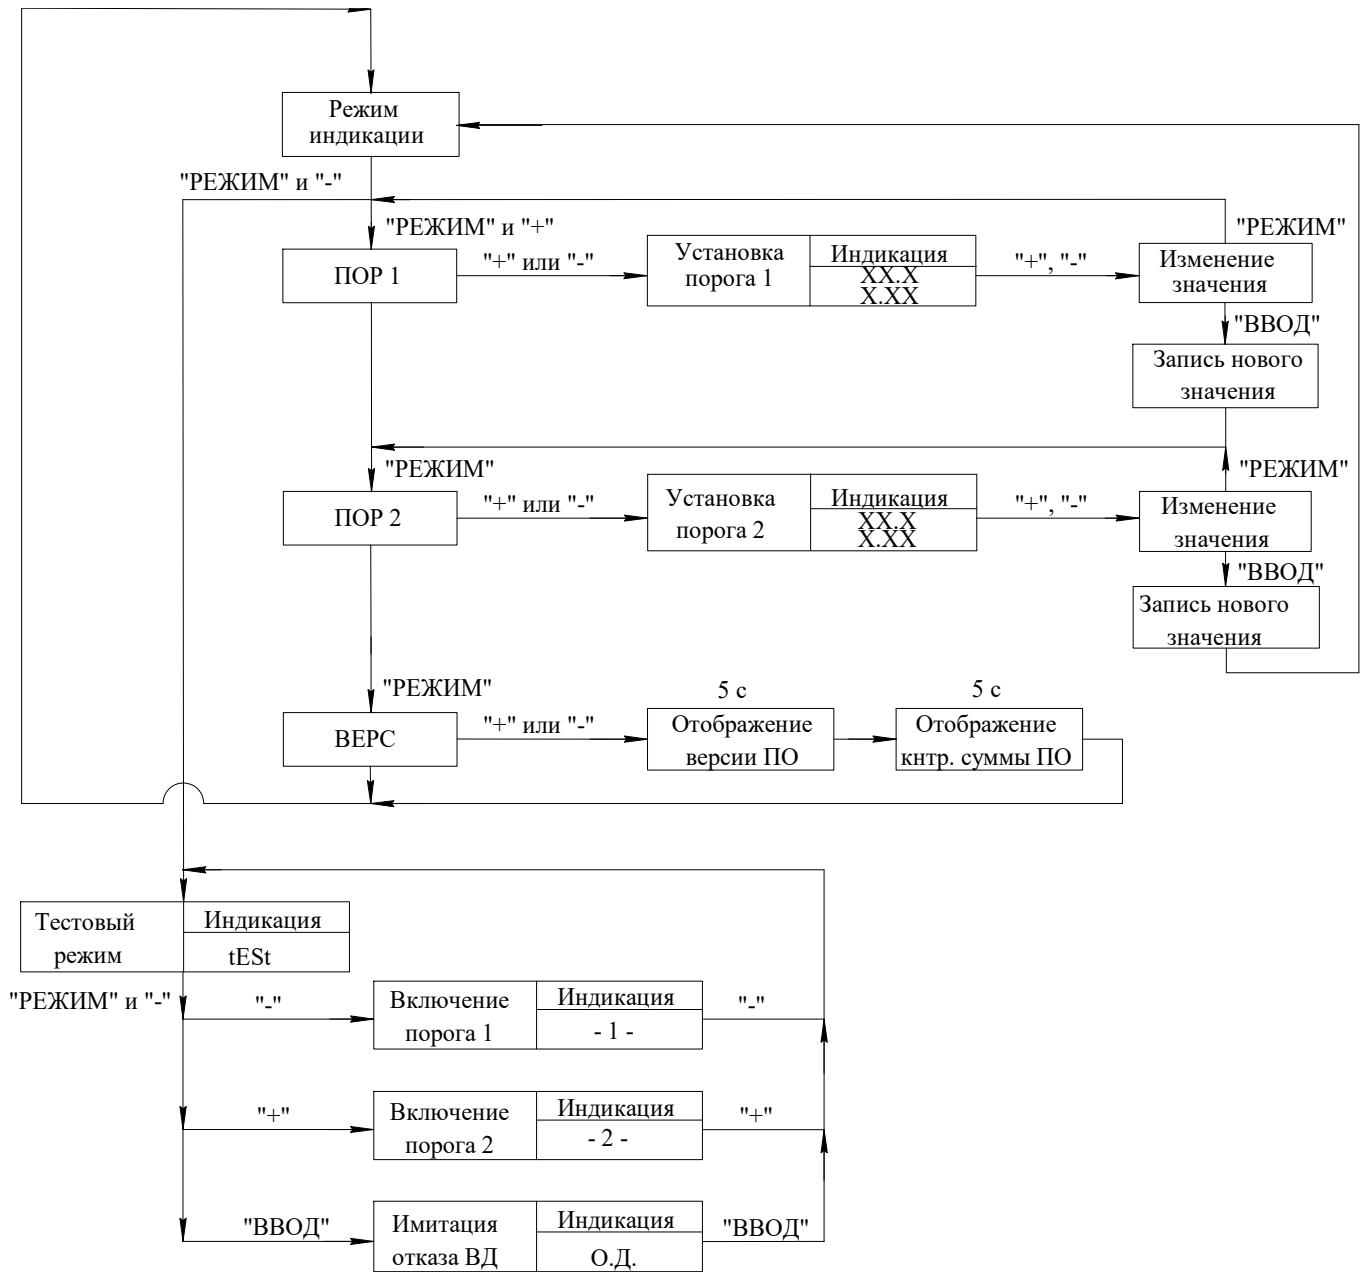 Режим
индикации
"РЕЖИМ" и "-"
"РЕЖИМ" и "+"
"РЕЖИМ"
ПОР 1
"+" или "-"
Установка
порога 1
Индикация
XX.X
X.XX
"+", "-"
Изменение
значения
"ВВОД"
Запись нового
значения
"РЕЖИМ"
"РЕЖИМ"
ПОР 2
"+" или "-"
Установка
порога 2
Индикация
XX.X
X.XX
"+", "-"
Изменение
значения
"ВВОД"
Запись нового
значения
"РЕЖИМ"
ВЕРС
"+" или "-"
5 с
Отображение
версии ПО
5 с
Отображение
кнтр. суммы ПО
Тестовый
режим
Индикация
tESt
"РЕЖИМ" и "-"
"-"
Включение
порога 1
Индикация
- 1 -
"-"
"+"
Включение
порога 2
Индикация
- 2 -
"+"
"ВВОД"
Имитация
отказа ВД
Индикация
О.Д.
"ВВОД"